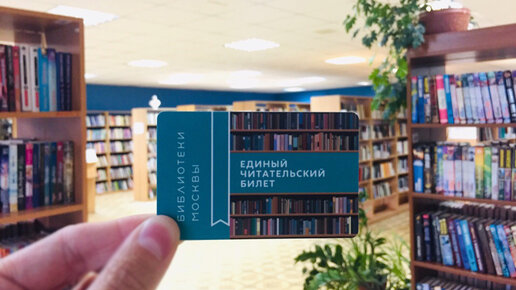 БИБЛИОТЕКИ
МОСКВЫ
ЕДИНЫЙ
ЧИТАТЕЛЬСКИЙ
БИЛЕТ